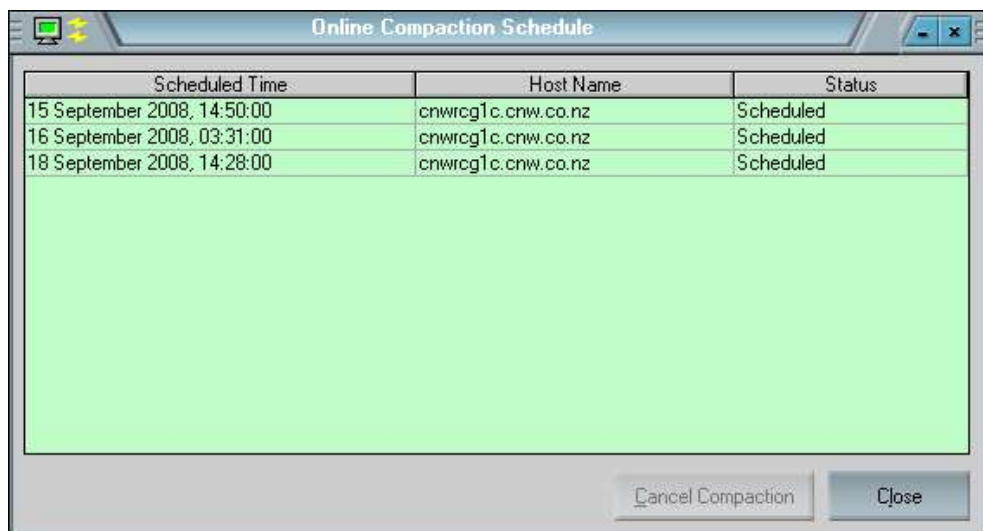 Online Compaction Schedule
Scheduled Time Host Name Status
15 September 2008, 14:50:00 cnwrcg1c.cnw.co.nz Scheduled
16 September 2008, 03:31:00 cnwrcg1c.cnw.co.nz Scheduled
18 September 2008, 14:28:00 cnwrcg1c.cnw.co.nz Scheduled
Cancel Compaction Close